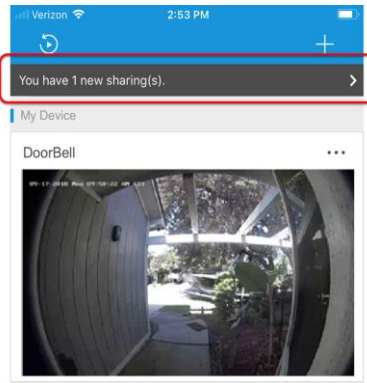 Verizon 2:53 PM
You have 1 new sharing(s).
My Device
DoorBell
09-17-2018 Mon 09:50:22 AM